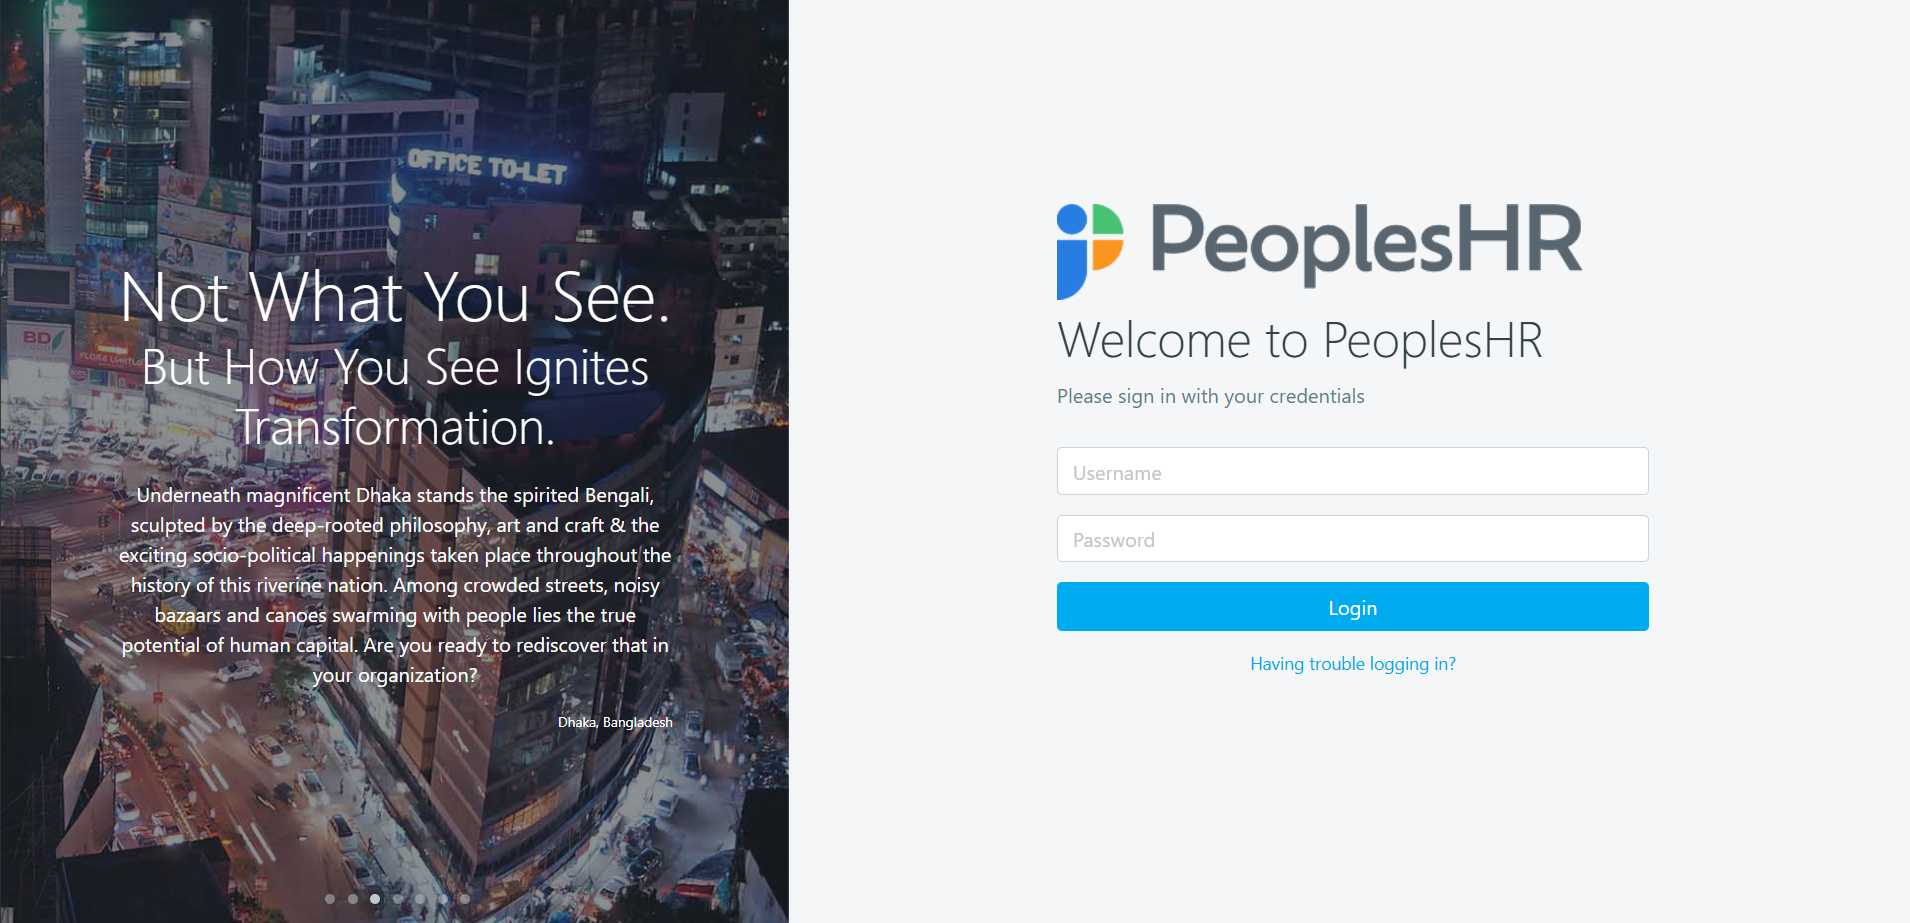 OFFICE TO-LET
BD
Not What You See.
But How You See Ignites
Transformation.
Underneath magnificent Dhaka stands the spirited Bengali,
sculpted by the deep-rooted philosophy, art and craft & the
exciting socio-political happenings taken place throughout the
history of this riverine nation. Among crowded streets, noisy
bazaars and canoes swarming with people lies the true
potential of human capital. Are you ready to rediscover that in
your organization?
Dhaka, Bangladesh
PeoplesHR
Welcome to PeoplesHR
Please sign in with your credentials
Username
Password
Login
Having trouble logging in?